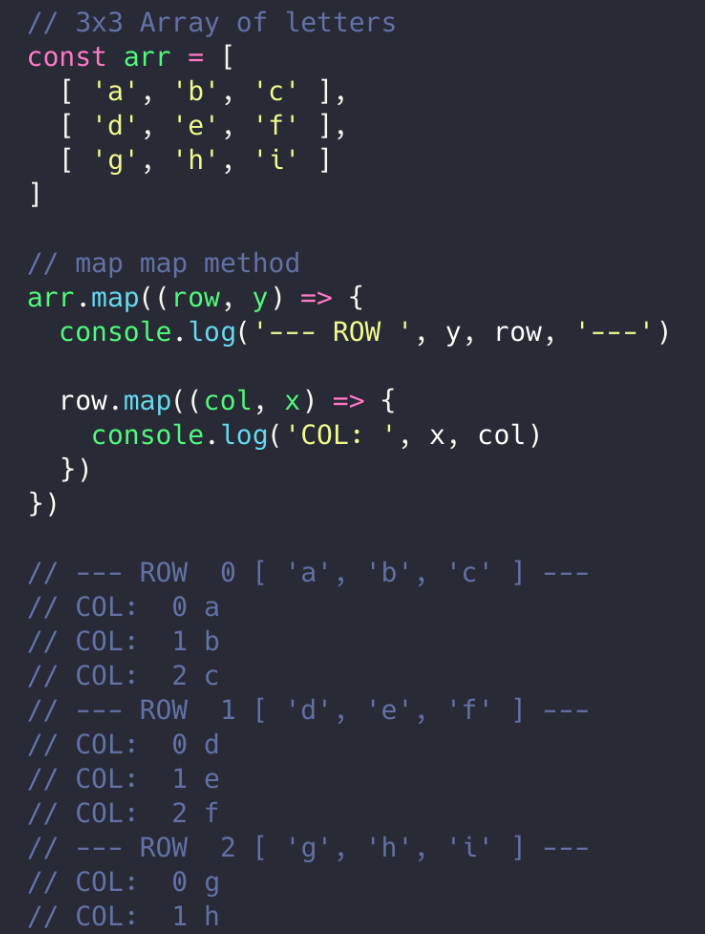 // 3x3 Array of letters
const arr = [
  [ 'a', 'b', 'c' ],
  [ 'd', 'e', 'f' ],
  [ 'g', 'h', 'i' ]
]

// map map method
arr.map((row, y) => {
  console.log('--- ROW ', y, row, '---')

  row.map((col, x) => {
    console.log('COL: ', x, col)
  })
})

// --- ROW  0 [ 'a', 'b', 'c' ] ---
// COL:  0 a
// COL:  1 b
// COL:  2 c
// --- ROW  1 [ 'd', 'e', 'f' ] ---
// COL:  0 d
// COL:  1 e
// COL:  2 f
// --- ROW  2 [ 'g', 'h', 'i' ] ---
// COL:  0 g
// COL:  1 h